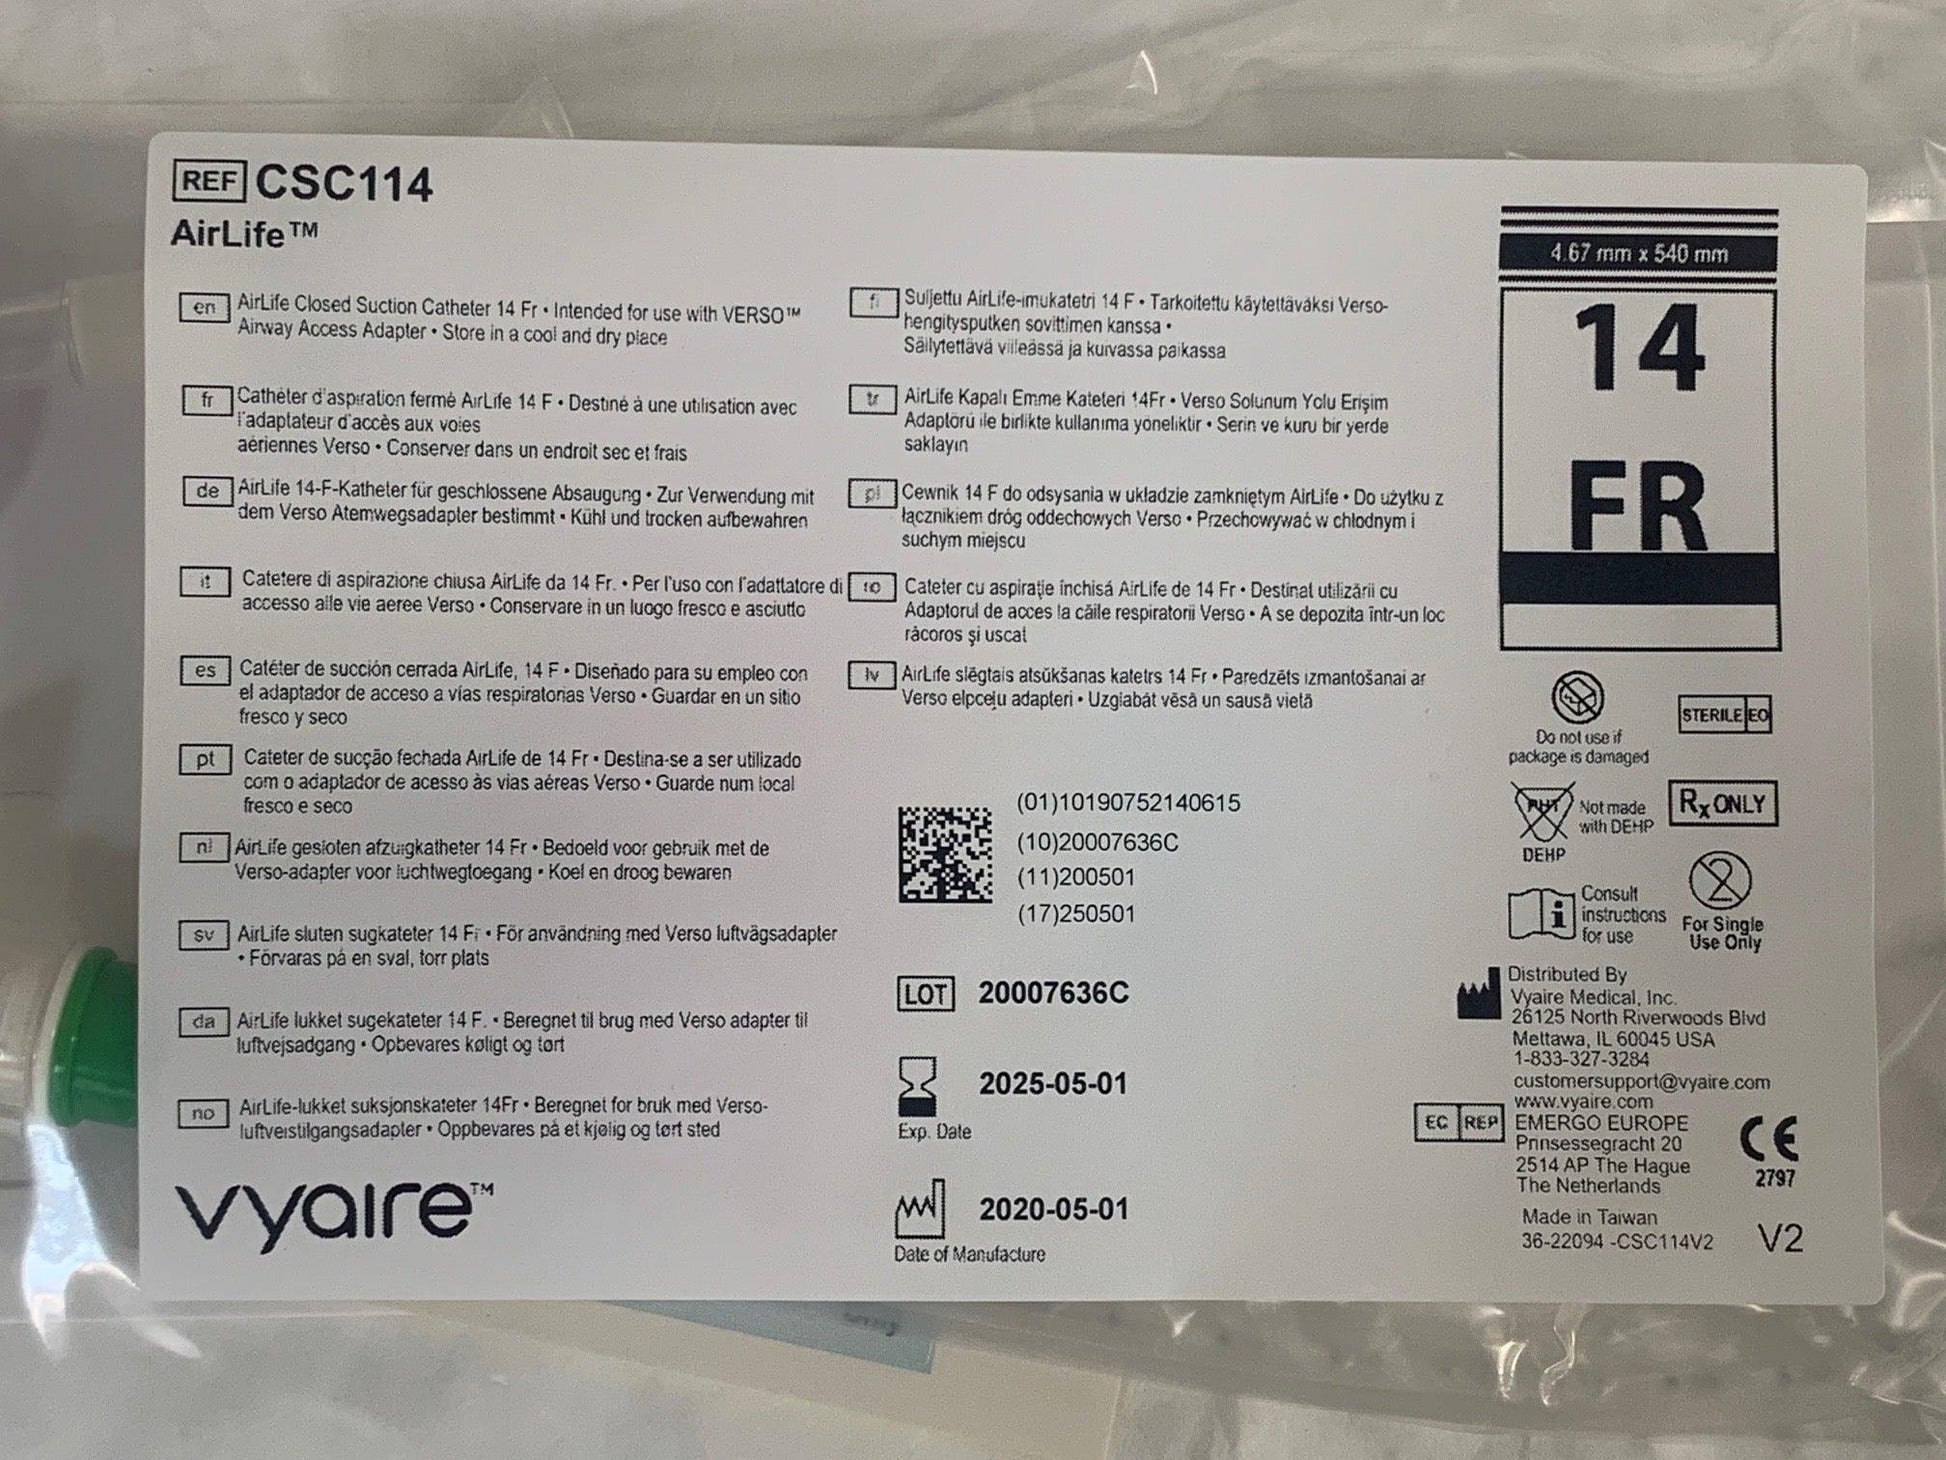 REF CSC114
AirLife™
en AirLife Closed Suction Catheter 14 Fr • Intended for use with VERSO™
Airway Access Adapter • Store in a cool and dry place
fr Cathéter d'aspiration fermé AirLife 14 F • Destiné à une utilisation avec
l'adaptateur d'accès aux voies
aériennes Verso • Conserver dans un endroit sec et frais
de AirLife 14-F-Katheter für geschlossene Absaugung • Zur Verwendung mit
dem Verso Atemwegsadapter bestimmt • Kühl und trocken aufbewahren
it Catetere di aspirazione chiusa AirLife da 14 Fr. • Per l'uso con l'adattatore di
accesso alle vie aeree Verso • Conservare in un luogo fresco e asciutto
es Catéter de succión cerrada AirLife, 14 F • Diseñado para su empleo con
el adaptador de acceso a vías respiratorias Verso • Guardar en un sitio
fresco y seco
pt Cateter de sucção fechada AirLife de 14 Fr • Destina-se a ser utilizado
com o adaptador de acesso às vias aéreas Verso • Guarde num local
fresco e seco
nl AirLife gesloten afzuigkatheter 14 Fr • Bedoeld voor gebruik met de
Verso-adapter voor luchtwegtoegang • Koel en droog bewaren
sv AirLife sluten sugkateter 14 Fr • För användning med Verso luftvägsadapter
• Förvaras på en sval, torr plats
da AirLife lukket sugekateter 14 F. • Beregnet til brug med Verso adapter til
luftvejsadgang • Opbevares køligt og tørt
no AirLife-lukket suksjonskateter 14Fr • Beregnet for bruk med Verso-
luftveistilgangsadapter • Oppbevares på et kjølig og tørt sted
vyaire™
fi Suljettu AirLife-imukatetri 14 F • Tarkoitettu käytettäväksi Verso-
hengitysputken sovittimen kanssa •
Säilytettävä viileässä ja kuivassa paikassa
tr AirLife Kapalı Emme Kateteri 14Fr • Verso Solunum Yolu Erişim
Adaptörü ile birlikte kullanıma yöneliktir • Serin ve kuru bir yerde
saklayın
pl Cewnik 14 F do odsysania w układzie zamkniętym AirLife • Do użytku z
łącznikiem dróg oddechowych Verso • Przechowywać w chłodnym i
suchym miejscu
ro Cateter cu aspiraţie închisă AirLife de 14 Fr • Destinat utilizării cu
Adaptorul de acces la căile respiratorii Verso • A se depozita într-un loc
răcoros şi uscat
lv AirLife slēgtais atsūkšanas katetrs 14 Fr • Paredzēts izmantošanai ar
Verso elpceļu adapteri • Uzglabāt vēsā un sausā vietā
(01)10190752140615
(10)20007636C
(11)200501
(17)250501
LOT 20007636C
2025-05-01
Exp. Date
2020-05-01
Date of Manufacture
4.67 mm x 540 mm
14
FR
Do not use if
package is damaged
STERILE EO
PHT
DEHP
Not made
with DEHP
Rx ONLY
Consult
instructions
for use
2
For Single
Use Only
Distributed By
Vyaire Medical, Inc.
26125 North Riverwoods Blvd
Mettawa, IL 60045 USA
1-833-327-3284
customersupport@vyaire.com
www.vyaire.com
EC REP EMERGO EUROPE
Prinsessegracht 20
2514 AP The Hague
The Netherlands
CE
2797
Made in Taiwan
36-22094 -CSC114V2
V2